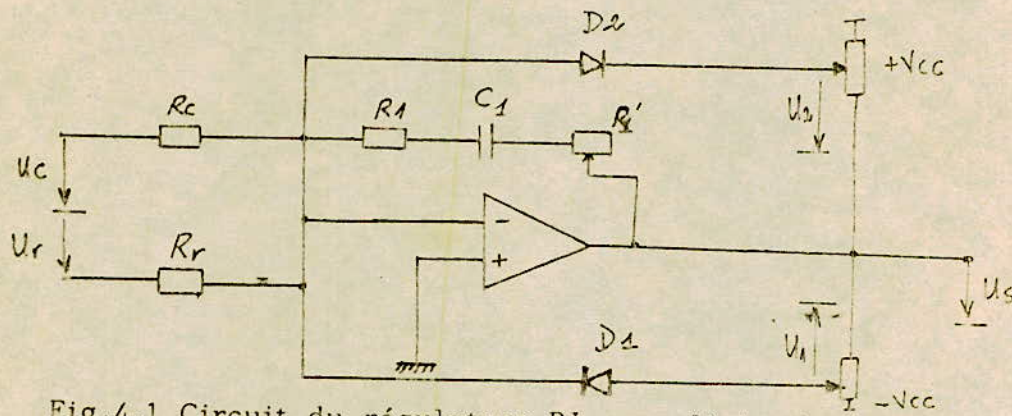 D2
+Vcc
Rc
R1
C1
R'1
U2
Uc
Ur
Rr
-
+
Us
D1
U1
-Vcc
Fig.4.1 Circuit du régulateur PI